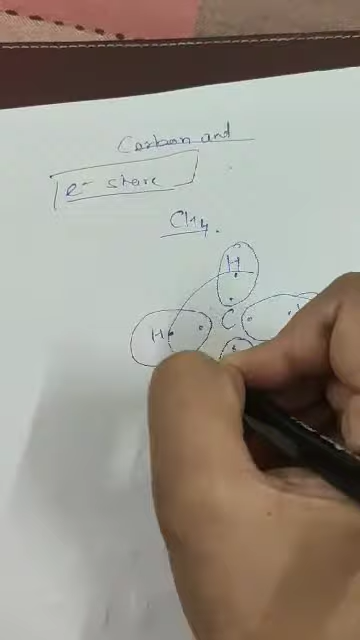 Carbon and
e- share
CH4.
H
H C